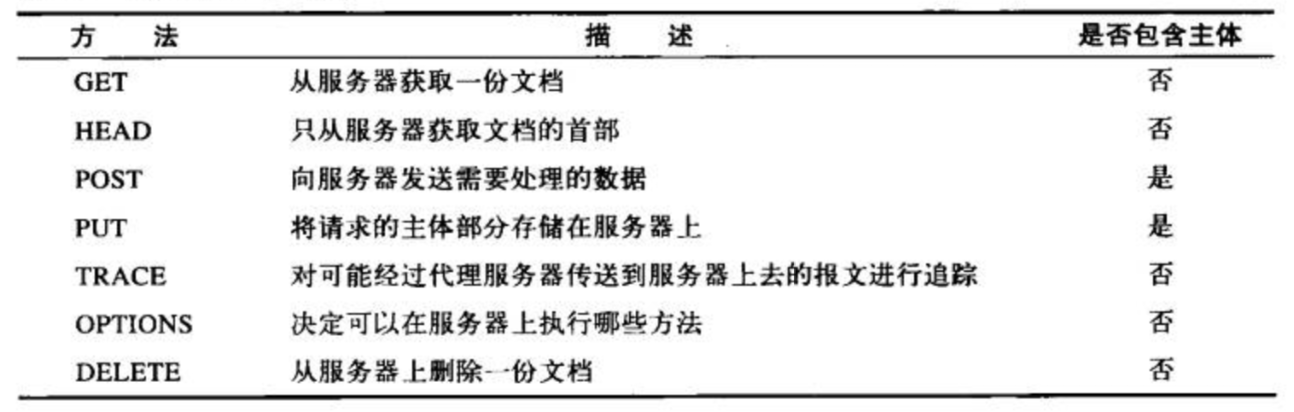 方 法 描 述 是否包含主体
GET 从服务器获取一份文档 否
HEAD 只从服务器获取文档的首部 否
POST 向服务器发送需要处理的数据 是
PUT 将请求的主体部分存储在服务器上 是
TRACE 对可能经过代理服务器传送到服务器上去的报文进行追踪 否
OPTIONS 决定可以在服务器上执行哪些方法 否
DELETE 从服务器上删除一份文档 否